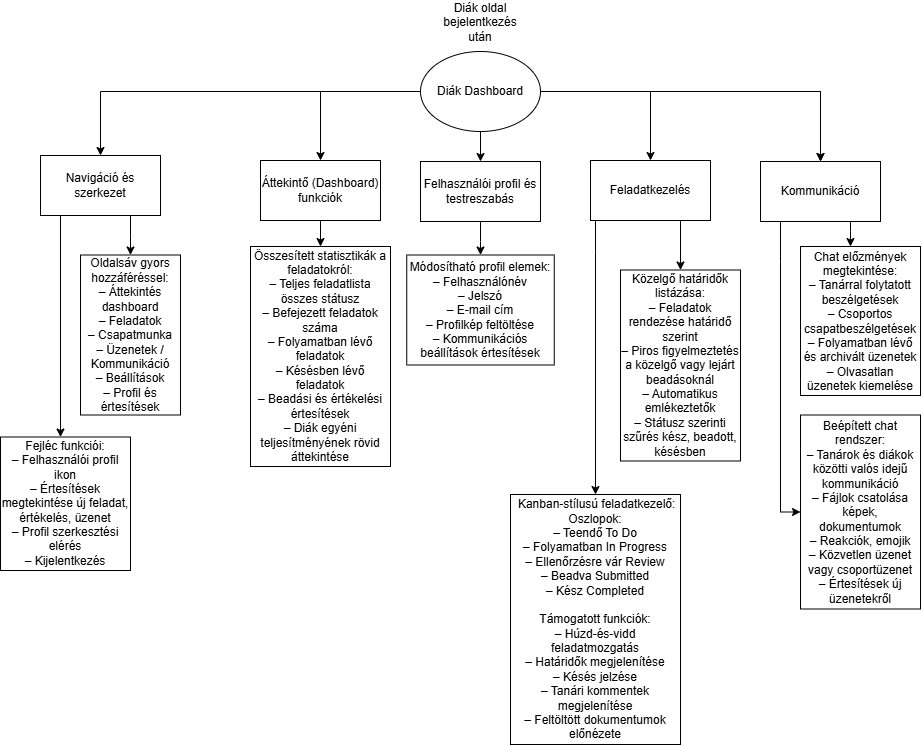 Diák oldal
bejelentkezés
után
Diák Dashboard
Navigáció és
szerkezet
Oldalsáv gyors
hozzáféréssel:
– Áttekintés
dashboard
– Feladatok
– Csapatmunka
– Üzenetek /
Kommunikáció
– Beállítások
– Profil és
értesítések
Fejléc funkciói:
– Felhasználói profil
ikon
– Értesítések
megtekintése új feladat,
értékelés, üzenet
– Profil szerkesztési
elérés
– Kijelentkezés
Áttekintő (Dashboard)
funkciók
Összesített statisztikák a
feladatokról:
– Teljes feladatlista
összes státusz
– Befejezett feladatok
száma
– Folyamatban lévő
feladatok
– Késésben lévő
feladatok
– Beadási és értékelési
értesítések
– Diák egyéni
teljesítményének rövid
áttekintése
Felhasználói profil és
testreszabás
Módosítható profil elemek:
– Felhasználónév
– Jelszó
– E-mail cím
– Profilkép feltöltése
– Kommunikációs
beállítások értesítések
Feladatkezelés
Közelgő határidők
listázása:
– Feladatok
rendezése határidő
szerint
– Piros figyelmeztetés
a közelgő vagy lejárt
beadásoknál
– Automatikus
emlékeztetők
– Státusz szerinti
szűrés kész, beadott,
késésben
Kanban-stílusú feladatkezelő:
Oszlopok:
– Teendő To Do
– Folyamatban In Progress
– Ellenőrzésre vár Review
– Beadva Submitted
– Kész Completed
Támogatott funkciók:
– Húzd-és-vidd
feladatmozgatás
– Határidők megjelenítése
– Késés jelzése
– Tanári kommentek
megjelenítése
– Feltöltött dokumentumok
előnézete
Kommunikáció
Chat előzmények
megtekintése:
– Tanárral folytatott
beszélgetések
– Csoportos
csapatbeszélgetések
– Folyamatban lévő
és archivált üzenetek
– Olvasatlan
üzenetek kiemelése
Beépített chat
rendszer:
– Tanárok és diákok
közötti valós idejű
kommunikáció
– Fájlok csatolása
képek,
dokumentumok
– Reakciók, emojik
– Közvetlen üzenet
vagy csoportüzenet
– Értesítések új
üzenetekről